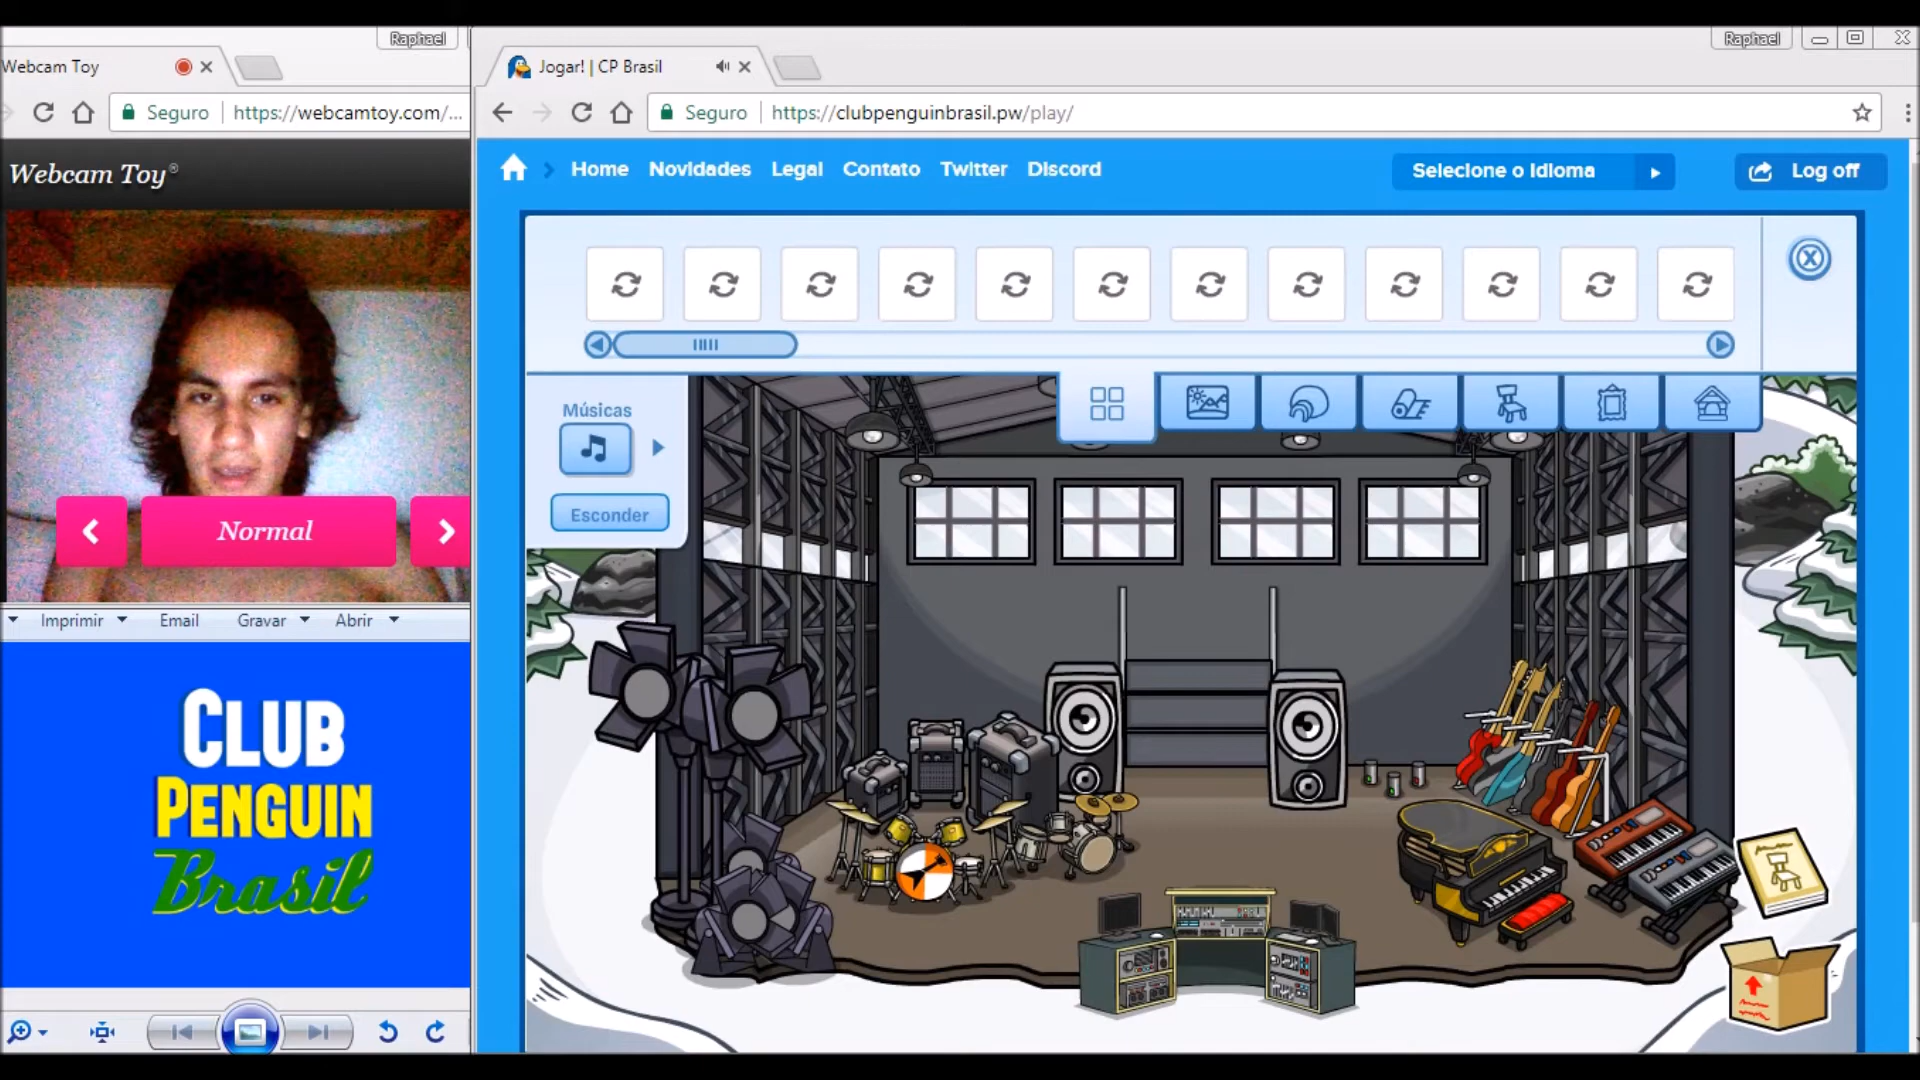 Raphael
Raphael
Webcam Toy
Jogar! | CP Brasil
Seguro
https://webcamtoy.com/...
Seguro
https://clubpenguinbrasil.pw/play/
Webcam Toy®
Home
Novidades
Legal
Contato
Twitter
Discord
Selecione o Idioma
Log off
Músicas
Esconder
Normal
Imprimir
Email
Gravar
Abrir
CLUB
PENGUIN
Brasil